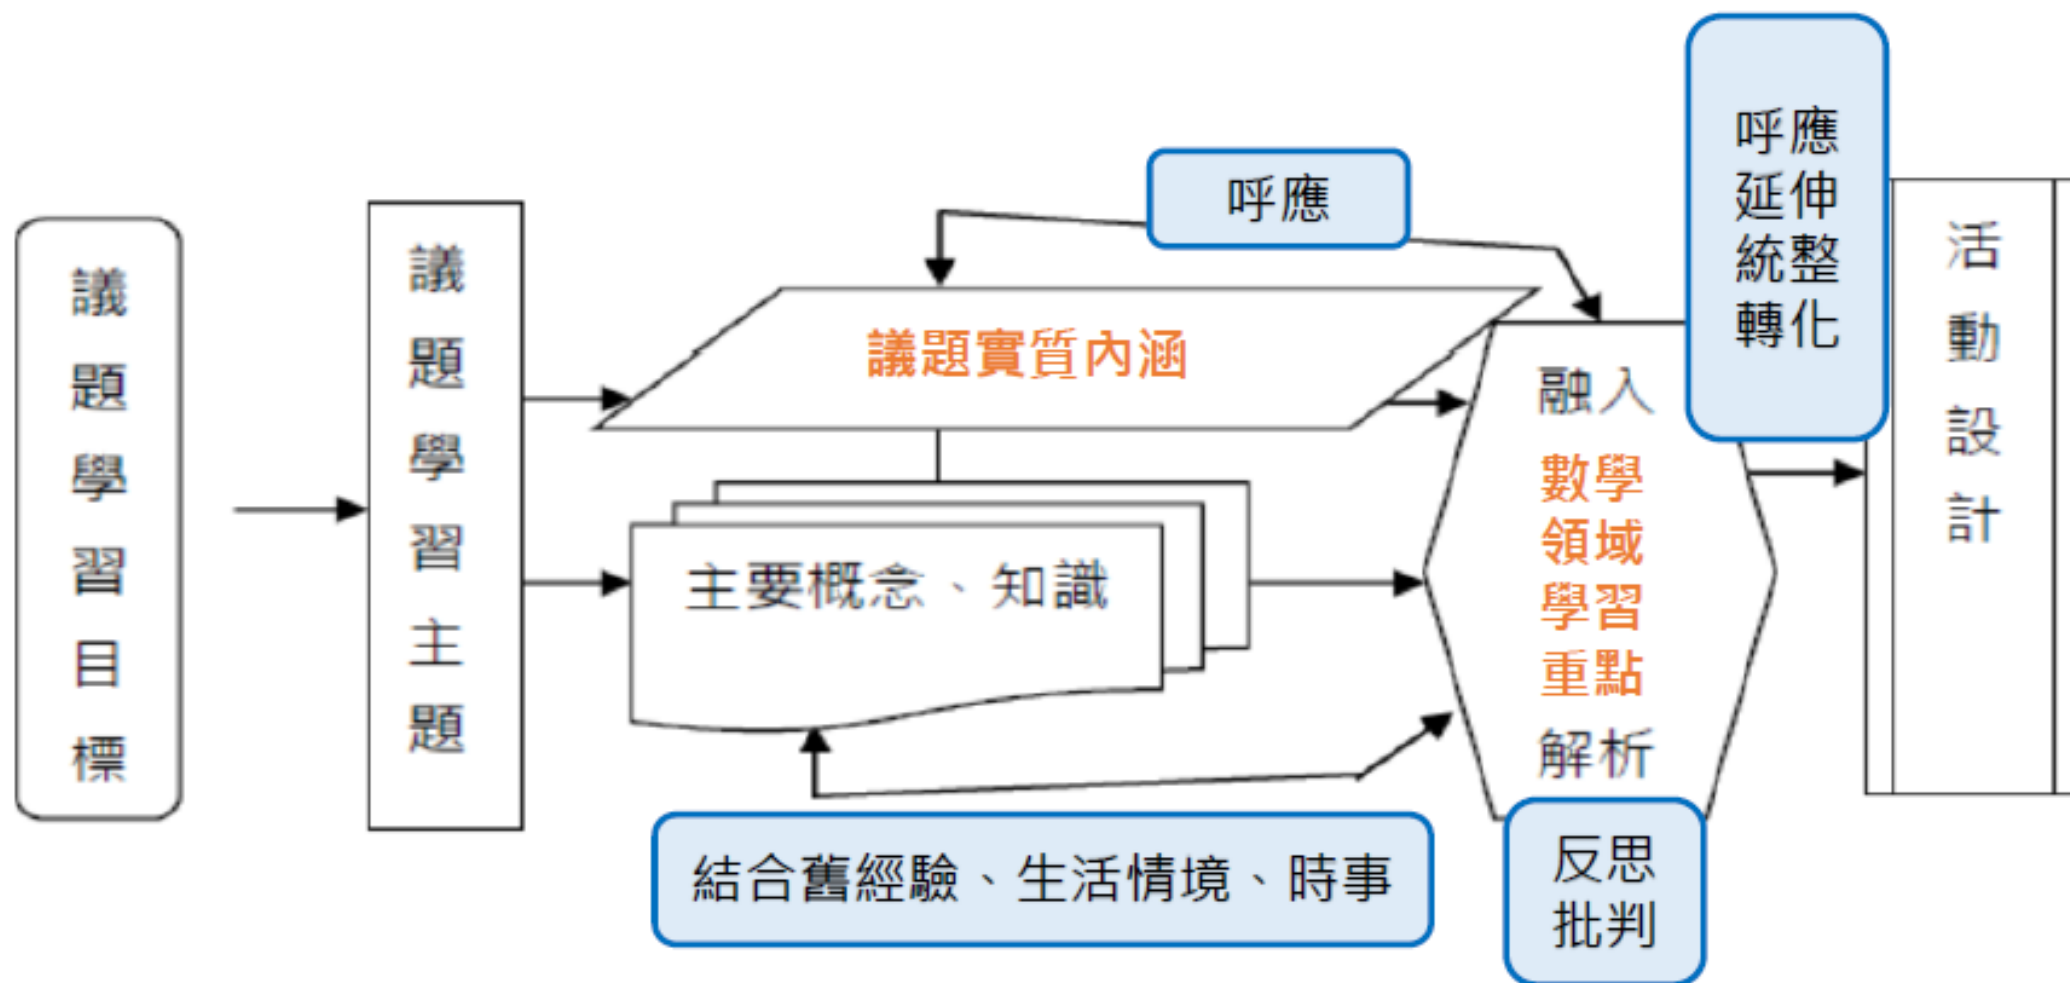 議題學習目標
議題學習主題
呼應
議題實質內涵
主要概念、知識
結合舊經驗、生活情境、時事
融入
數學
領域
學習
重點
解析
反思
批判
呼應
延伸
統整
轉化
活動設計